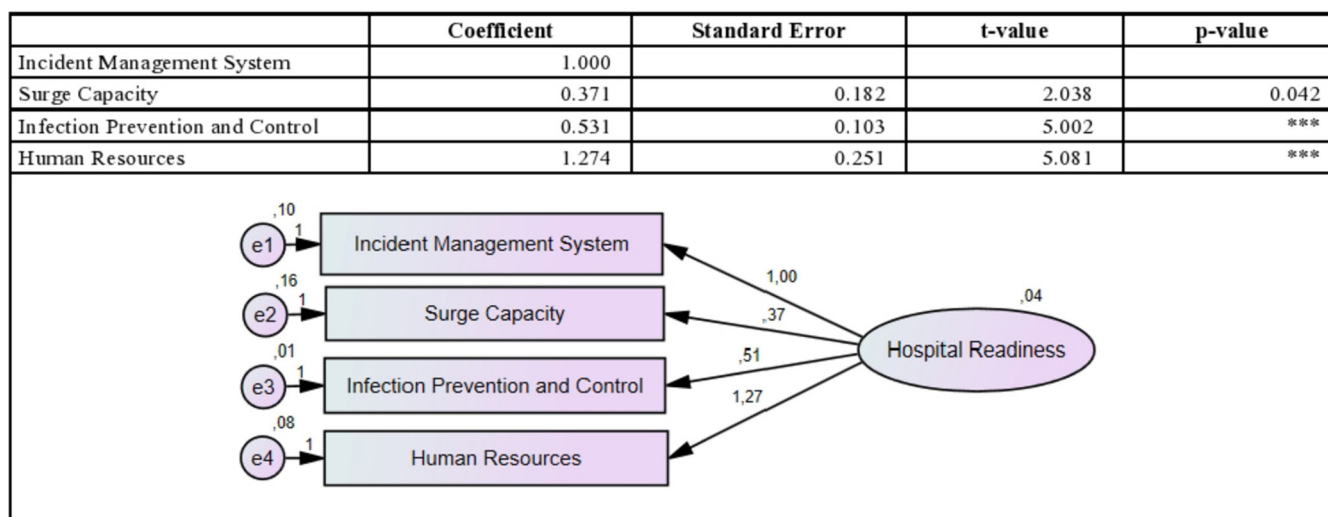 Coefficient Standard Error t-value p-value
Incident Management System 1.000
Surge Capacity 0.371 0.182 2.038 0.042
Infection Prevention and Control 0.531 0.103 5.002 ***
Human Resources 1.274 0.251 5.081 ***
,10
e1 1 Incident Management System
1,00
,16
e2 1 Surge Capacity
,37
,04
Hospital Readiness
,01
e3 1 Infection Prevention and Control
,51
,08
e4 1 Human Resources
1,27